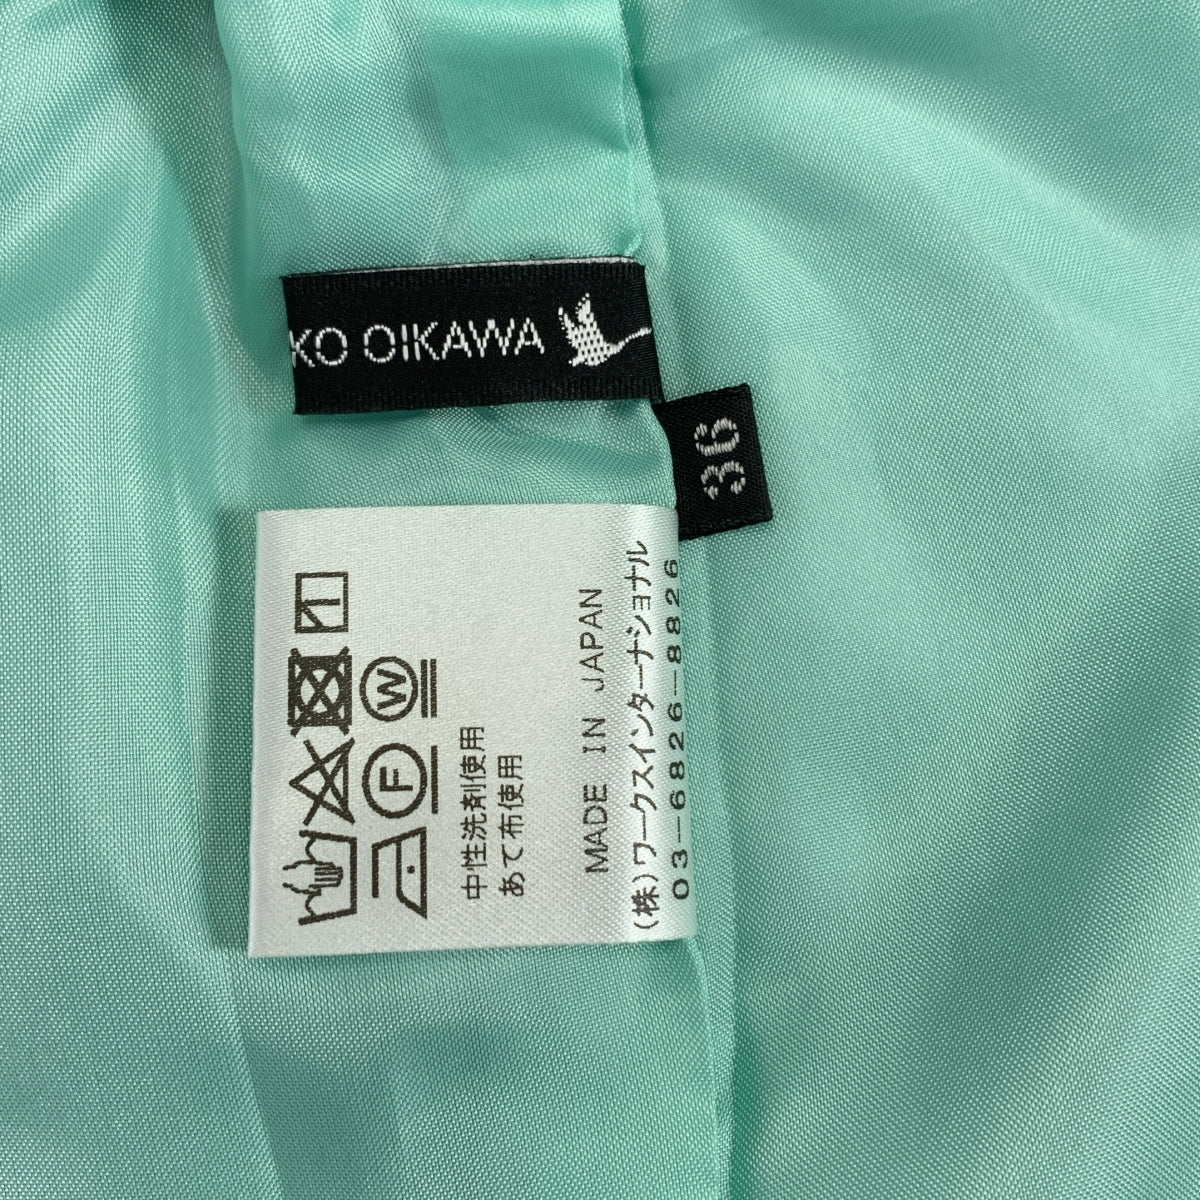 KO OIKAWA
36
F
W
中性洗剤使用
あて布使用
MADE IN JAPAN
(株)ワークスインターナショナル
03-6826-8826